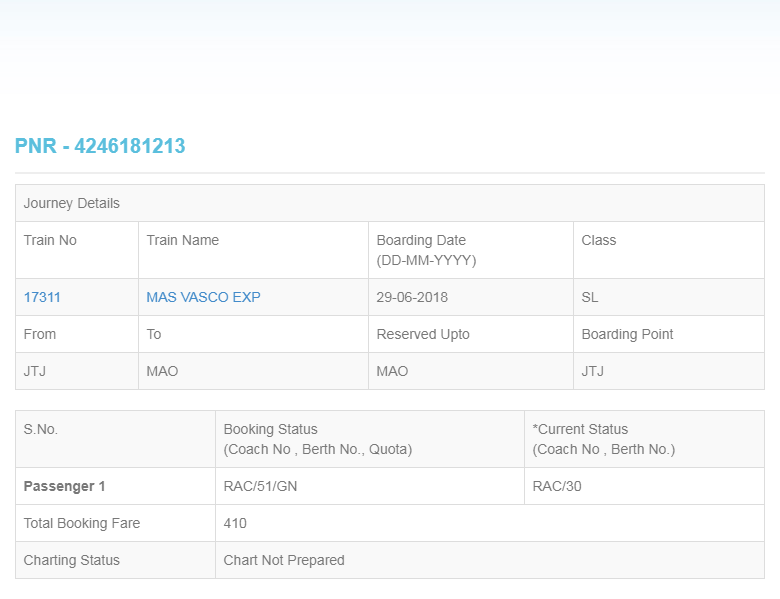 PNR - 4246181213
Journey Details
Train No
Train Name
Boarding Date
(DD-MM-YYYY)
Class
17311
MAS VASCO EXP
29-06-2018
SL
From
To
Reserved Upto
Boarding Point
JTJ
MAO
MAO
JTJ
S.No.
Booking Status
(Coach No , Berth No., Quota)
*Current Status
(Coach No , Berth No.)
Passenger 1
RAC/51/GN
RAC/30
Total Booking Fare
410
Charting Status
Chart Not Prepared